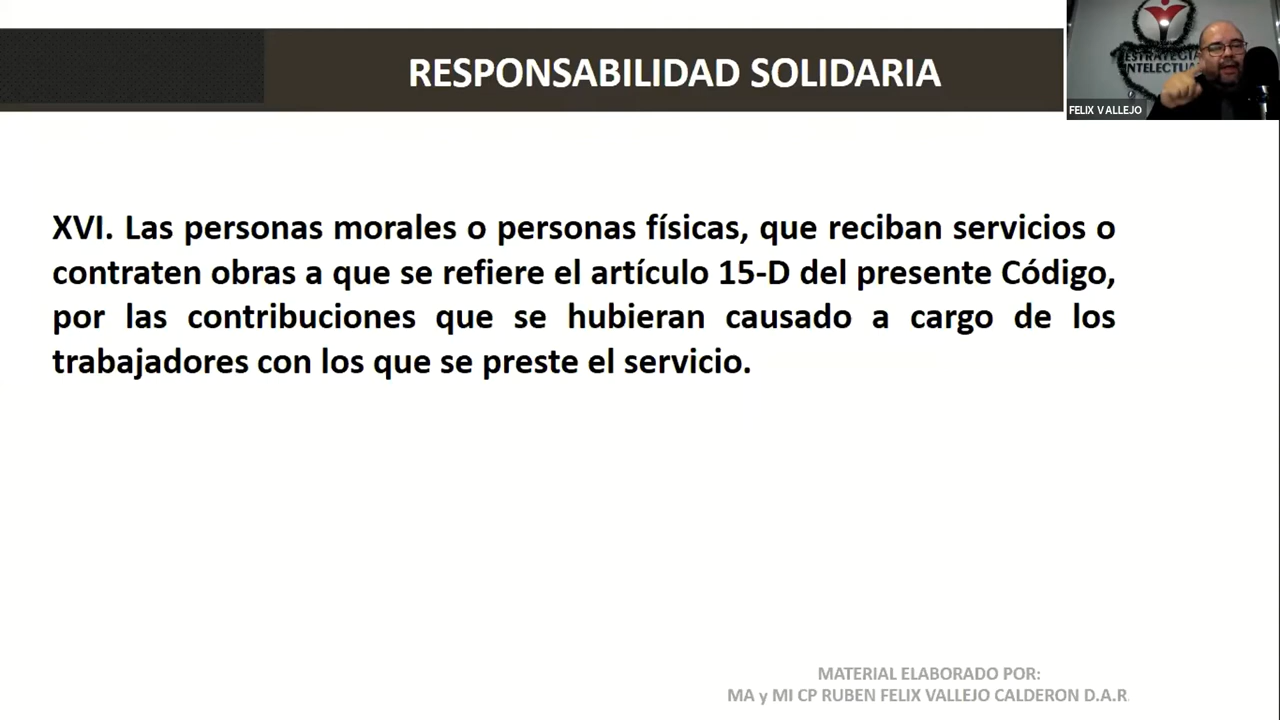 RESPONSABILIDAD SOLIDARIA
ESTRATEGIA
INTELECTUAL
FELIX VALLEJO
XVI. Las personas morales o personas físicas, que reciban servicios o
contraten obras a que se refiere el artículo 15-D del presente Código,
por las contribuciones que se hubieran causado a cargo de los
trabajadores con los que se preste el servicio.
MATERIAL ELABORADO POR:
MA y MI CP RUBEN FELIX VALLEJO CALDERON D.A.R